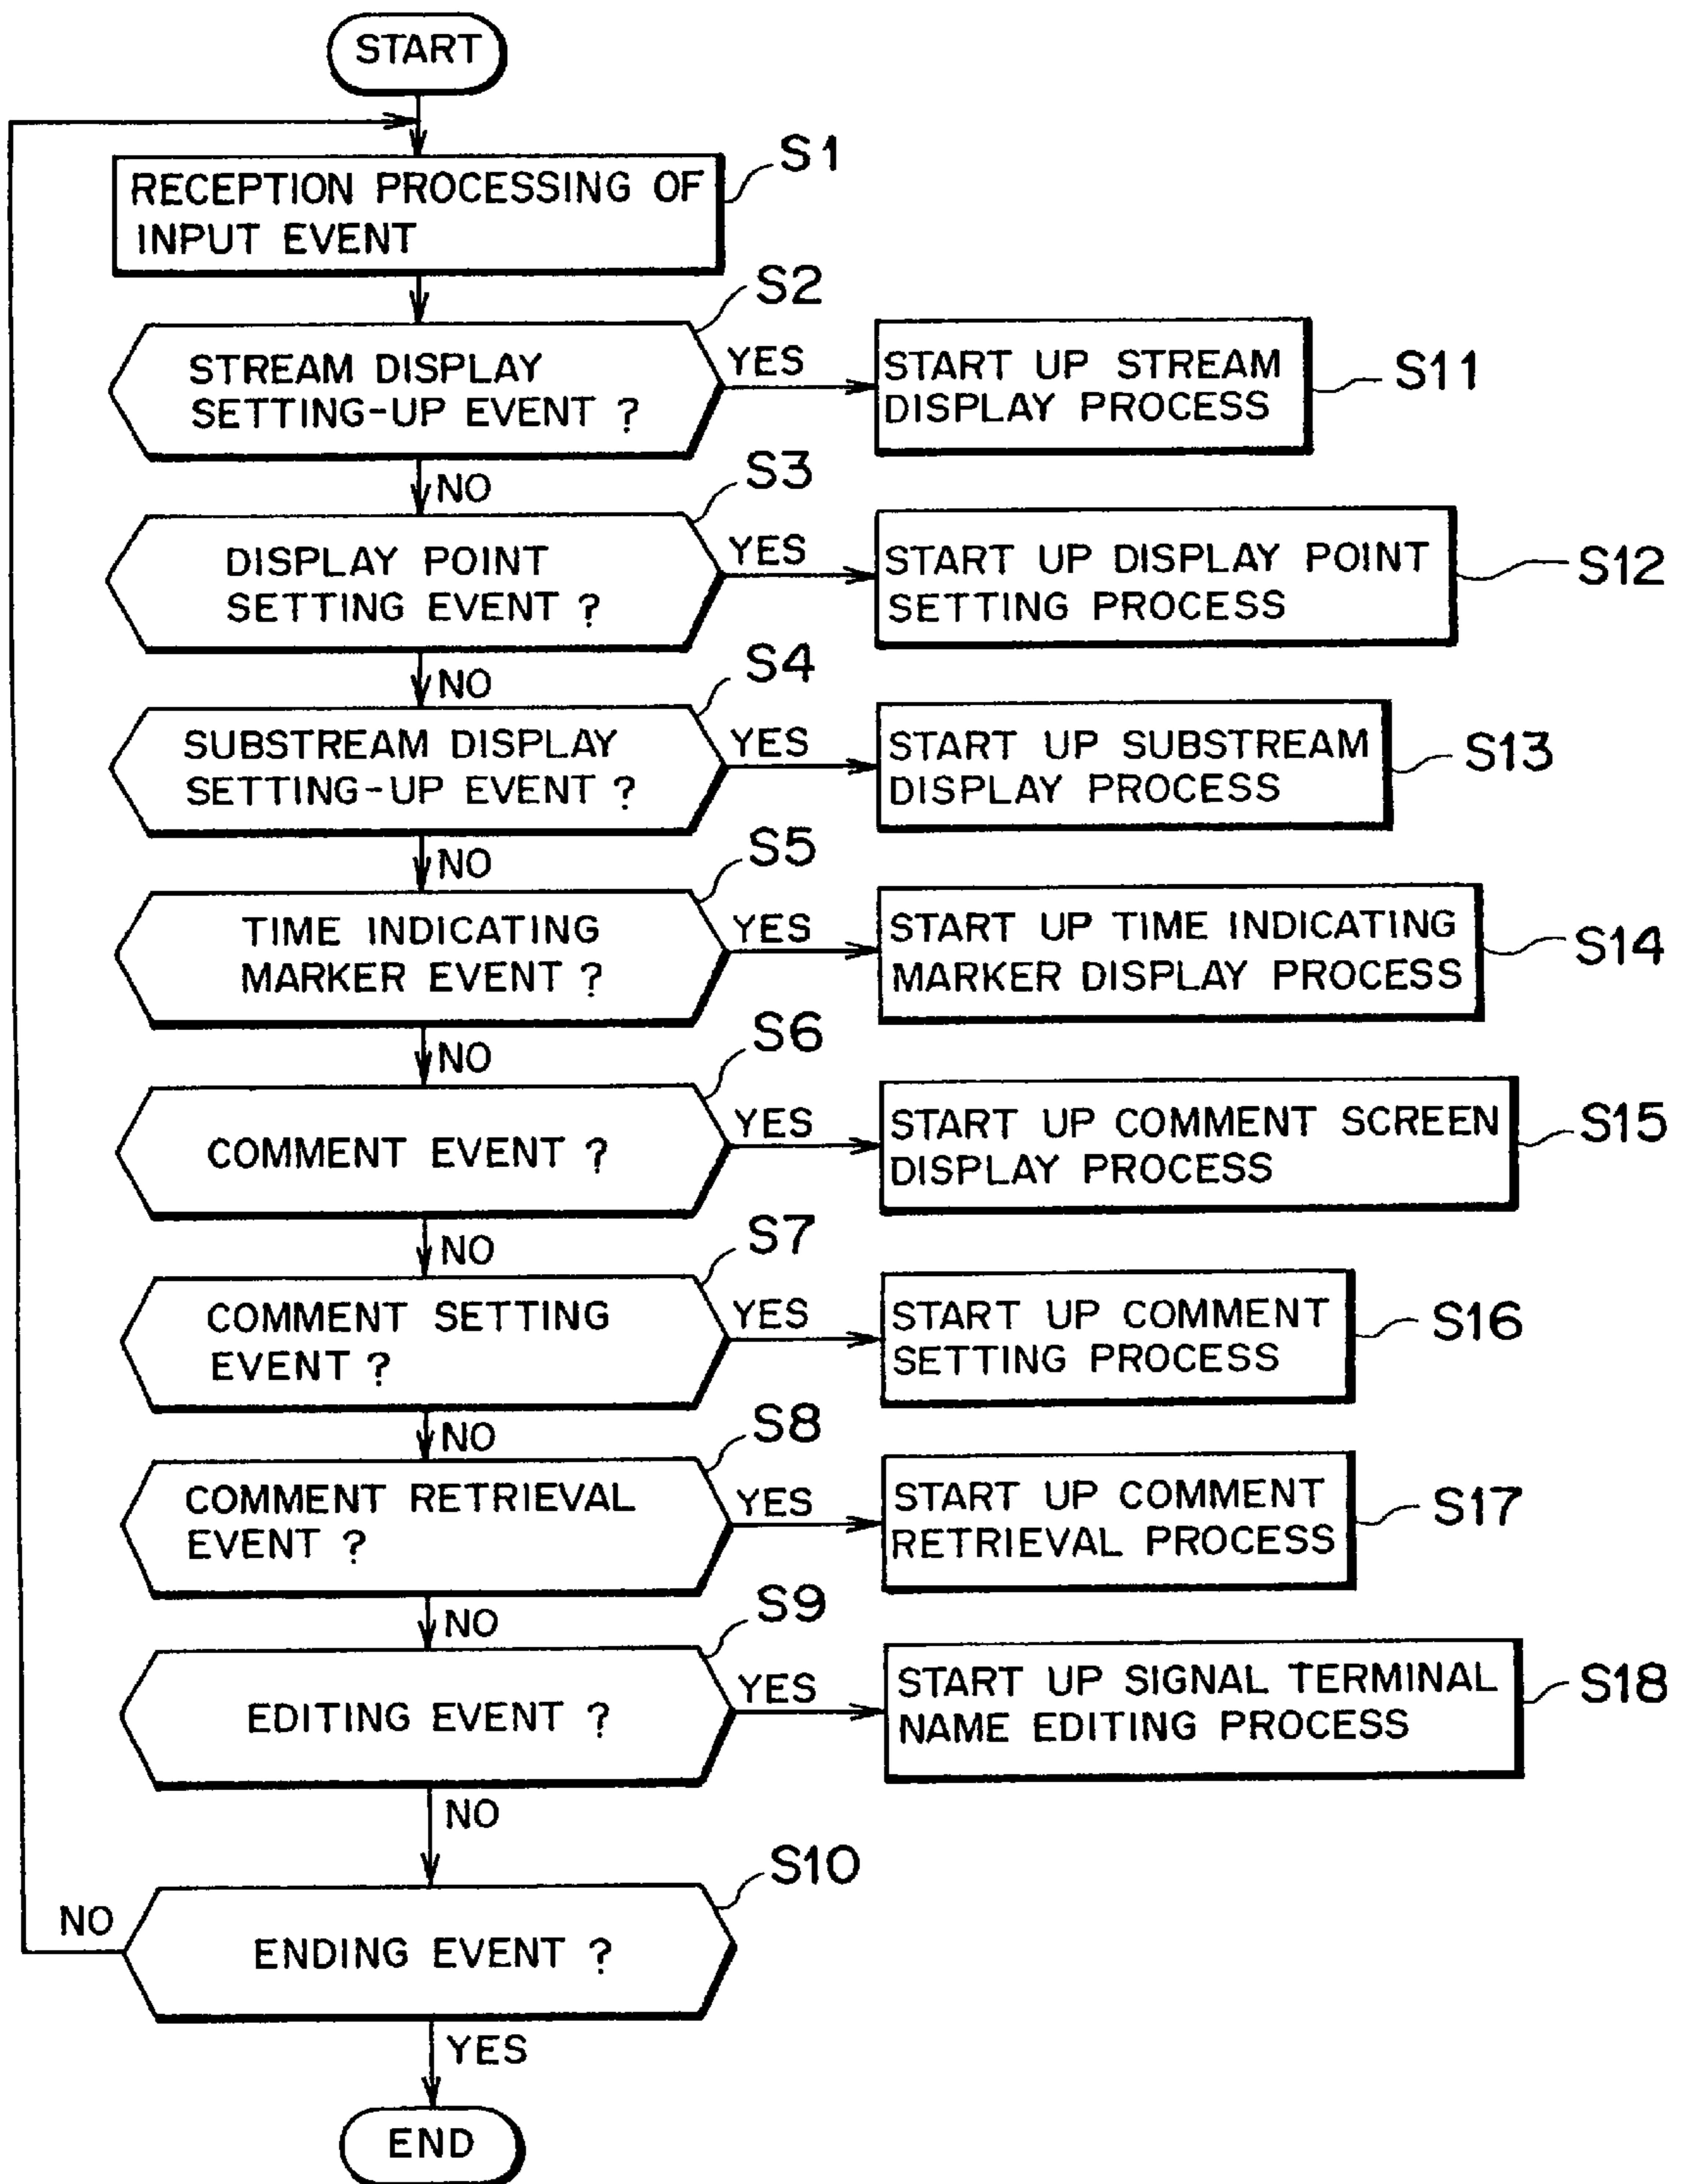 START
S1
RECEPTION PROCESSING OF
INPUT EVENT
S2
STREAM DISPLAY
SETTING-UP EVENT ?
YES
START UP STREAM
DISPLAY PROCESS
S11
NO
S3
DISPLAY POINT
SETTING EVENT ?
YES
START UP DISPLAY POINT
SETTING PROCESS
S12
NO
S4
SUBSTREAM DISPLAY
SETTING-UP EVENT ?
YES
START UP SUBSTREAM
DISPLAY PROCESS
S13
NO
S5
TIME INDICATING
MARKER EVENT ?
YES
START UP TIME INDICATING
MARKER DISPLAY PROCESS
S14
NO
S6
COMMENT EVENT ?
YES
START UP COMMENT SCREEN
DISPLAY PROCESS
S15
NO
S7
COMMENT SETTING
EVENT ?
YES
START UP COMMENT
SETTING PROCESS
S16
NO
S8
COMMENT RETRIEVAL
EVENT ?
YES
START UP COMMENT
RETRIEVAL PROCESS
S17
NO
S9
EDITING EVENT ?
YES
START UP SIGNAL TERMINAL
NAME EDITING PROCESS
S18
NO
S10
NO
ENDING EVENT ?
YES
END